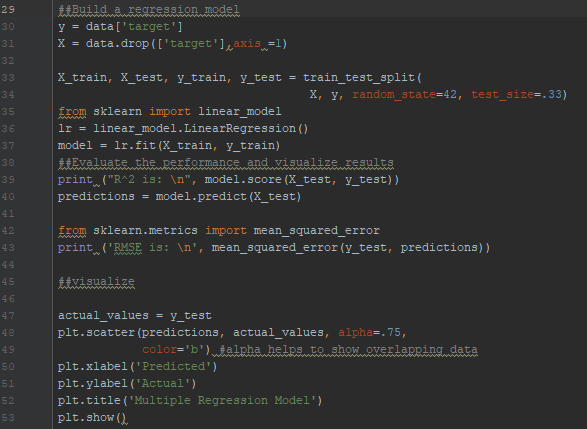 29 ##Build a regression model
30 y = data['target']
31 X = data.drop(['target'],axis =1)
32
33 X_train, X_test, y_train, y_test = train_test_split(
34 X, y, random_state=42, test_size=.33)
35 from sklearn import linear_model
36 lr = linear_model.LinearRegression()
37 model = lr.fit(X_train, y_train)
38 ##Evaluate the performance and visualize results
39 print ("R^2 is: \n", model.score(X_test, y_test))
40 predictions = model.predict(X_test)
41
42 from sklearn.metrics import mean_squared_error
43 print ('RMSE is: \n', mean_squared_error(y_test, predictions))
44
45 ##visualize
46
47 actual_values = y_test
48 plt.scatter(predictions, actual_values, alpha=.75,
49 color='b') #alpha helps to show overlapping data
50 plt.xlabel('Predicted')
51 plt.ylabel('Actual')
52 plt.title('Multiple Regression Model')
53 plt.show()